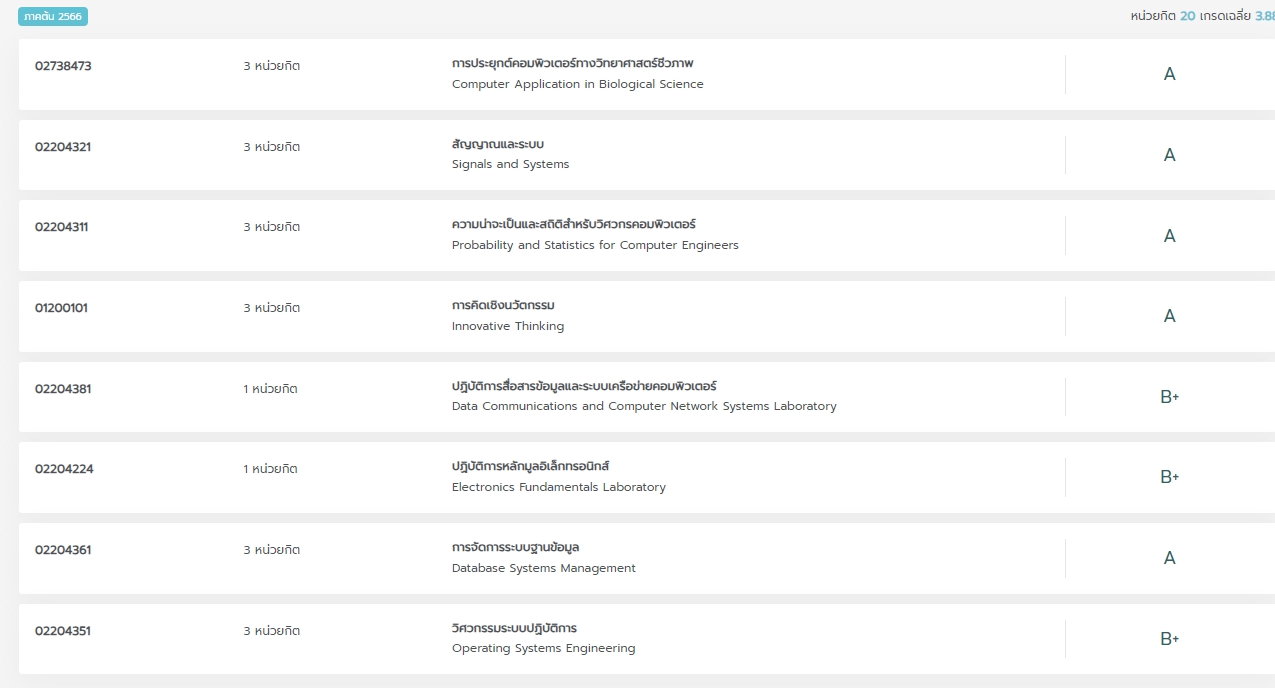 ภาคต้น 2566
หน่วยกิต 20 เกรดเฉลี่ย 3.88
02738473
3 หน่วยกิต
การประยุกต์คอมพิวเตอร์ทางวิทยาศาสตร์ชีวภาพ
Computer Application in Biological Science
A
02204321
3 หน่วยกิต
สัญญาณและระบบ
Signals and Systems
A
02204311
3 หน่วยกิต
ความน่าจะเป็นและสถิติสำหรับวิศวกรคอมพิวเตอร์
Probability and Statistics for Computer Engineers
A
01200101
3 หน่วยกิต
การคิดเชิงนวัตกรรม
Innovative Thinking
A
02204381
1 หน่วยกิต
ปฏิบัติการสื่อสารข้อมูลและระบบเครือข่ายคอมพิวเตอร์
Data Communications and Computer Network Systems Laboratory
B+
02204224
1 หน่วยกิต
ปฏิบัติการหลักมูลอิเล็กทรอนิกส์
Electronics Fundamentals Laboratory
B+
02204361
3 หน่วยกิต
การจัดการระบบฐานข้อมูล
Database Systems Management
A
02204351
3 หน่วยกิต
วิศวกรรมระบบปฏิบัติการ
Operating Systems Engineering
B+